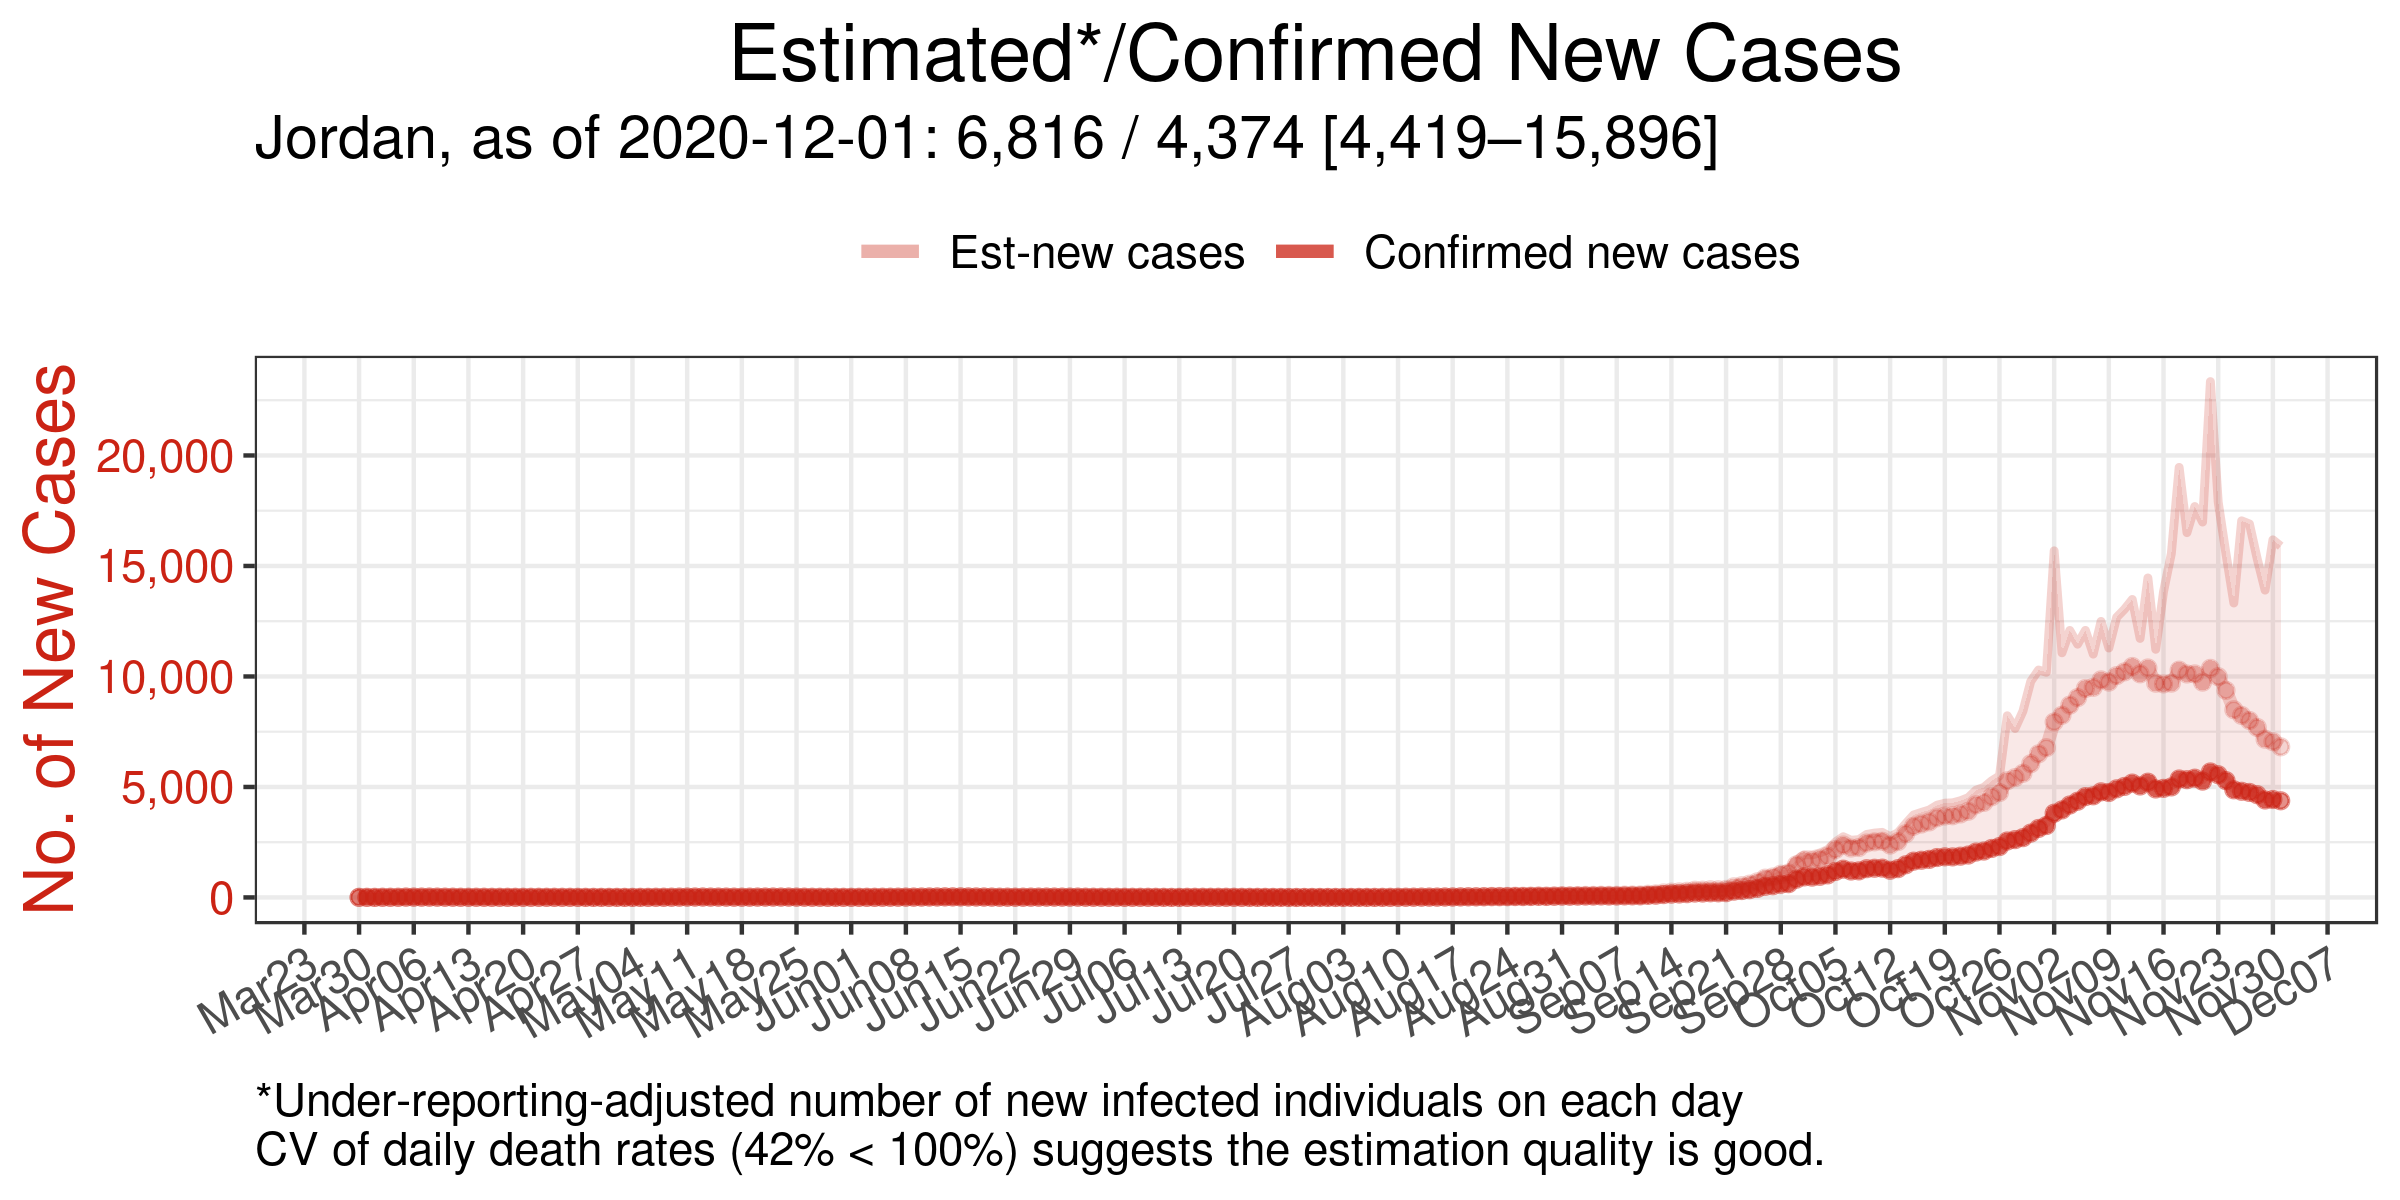 Estimated*/Confirmed New Cases
Jordan, as of 2020-12-01: 6,816 / 4,374 [4,419–15,896]
Est-new cases Confirmed new cases
No. of New Cases
20,000
15,000
10,000
5,000
0
Mar23 Mar30 Apr06 Apr13 Apr20 Apr27 May04 May11 May18 May25 Jun01 Jun08 Jun15 Jun22 Jun29 Jul06 Jul13 Jul20 Jul27 Aug03 Aug10 Aug17 Aug24 Aug31 Sep07 Sep14 Sep21 Sep28 Oct05 Oct12 Oct19 Oct26 Nov02 Nov09 Nov16 Nov23 Nov30 Dec07
*Under-reporting-adjusted number of new infected individuals on each day
CV of daily death rates (42% < 100%) suggests the estimation quality is good.